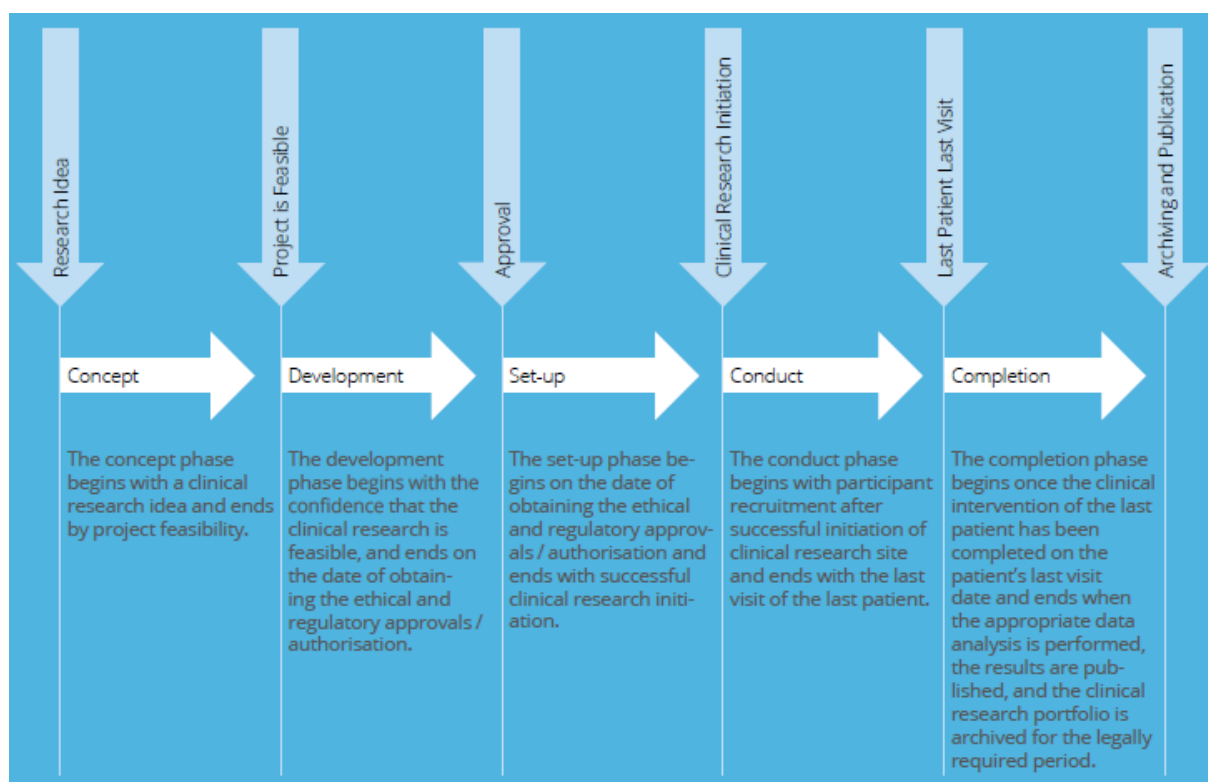 Research Idea
Project is Feasible
Approval
Clinical Research Initiation
Last Patient Last Visit
Archiving and Publication
Concept
Development
Set-up
Conduct
Completion
The concept phase
begins with a clinical
research idea and ends
by project feasibility.
The development
phase begins with the
confidence that the
clinical research is
feasible, and ends on
the date of obtain-
ing the ethical and
regulatory approvals /
authorisation.
The set-up phase be-
gins on the date of
obtaining the ethical
and regulatory approv-
als / authorisation and
ends with successful
clinical research initi-
ation.
The conduct phase
begins with participant
recruitment after
successful initiation of
clinical research site
and ends with the last
visit of the last patient.
The completion phase
begins once the clinical
intervention of the last
patient has been
completed on the
patient's last visit
date and ends when
the appropriate data
analysis is performed,
the results are pub-
lished, and the clinical
research portfolio is
archived for the legally
required period.